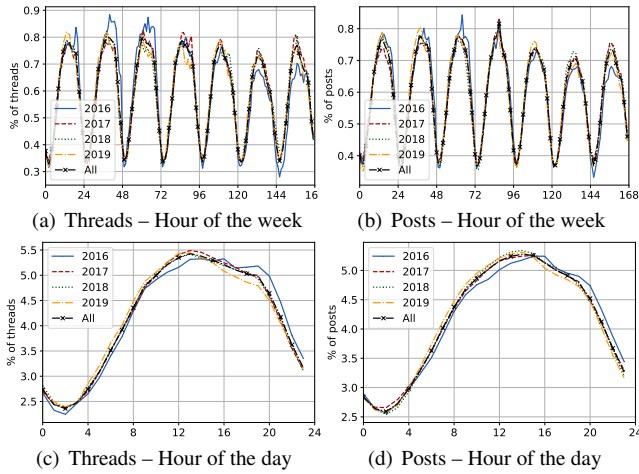 0.9
0.8
0.7
0.6
0.5
0.4
0.3
% of threads
2016
2017
2018
2019
All
0 24 48 72 96 120 144 16
(a) Threads – Hour of the week
0.8
0.7
0.6
0.5
0.4
% of posts
2016
2017
2018
2019
All
0 24 48 72 96 120 144 168
(b) Posts – Hour of the week
5.5
5.0
4.5
4.0
3.5
3.0
2.5
% of threads
2016
2017
2018
2019
All
0 4 8 12 16 20 24
(c) Threads – Hour of the day
5.0
4.5
4.0
3.5
3.0
2.5
% of posts
2016
2017
2018
2019
All
0 4 8 12 16 20 24
(d) Posts – Hour of the day